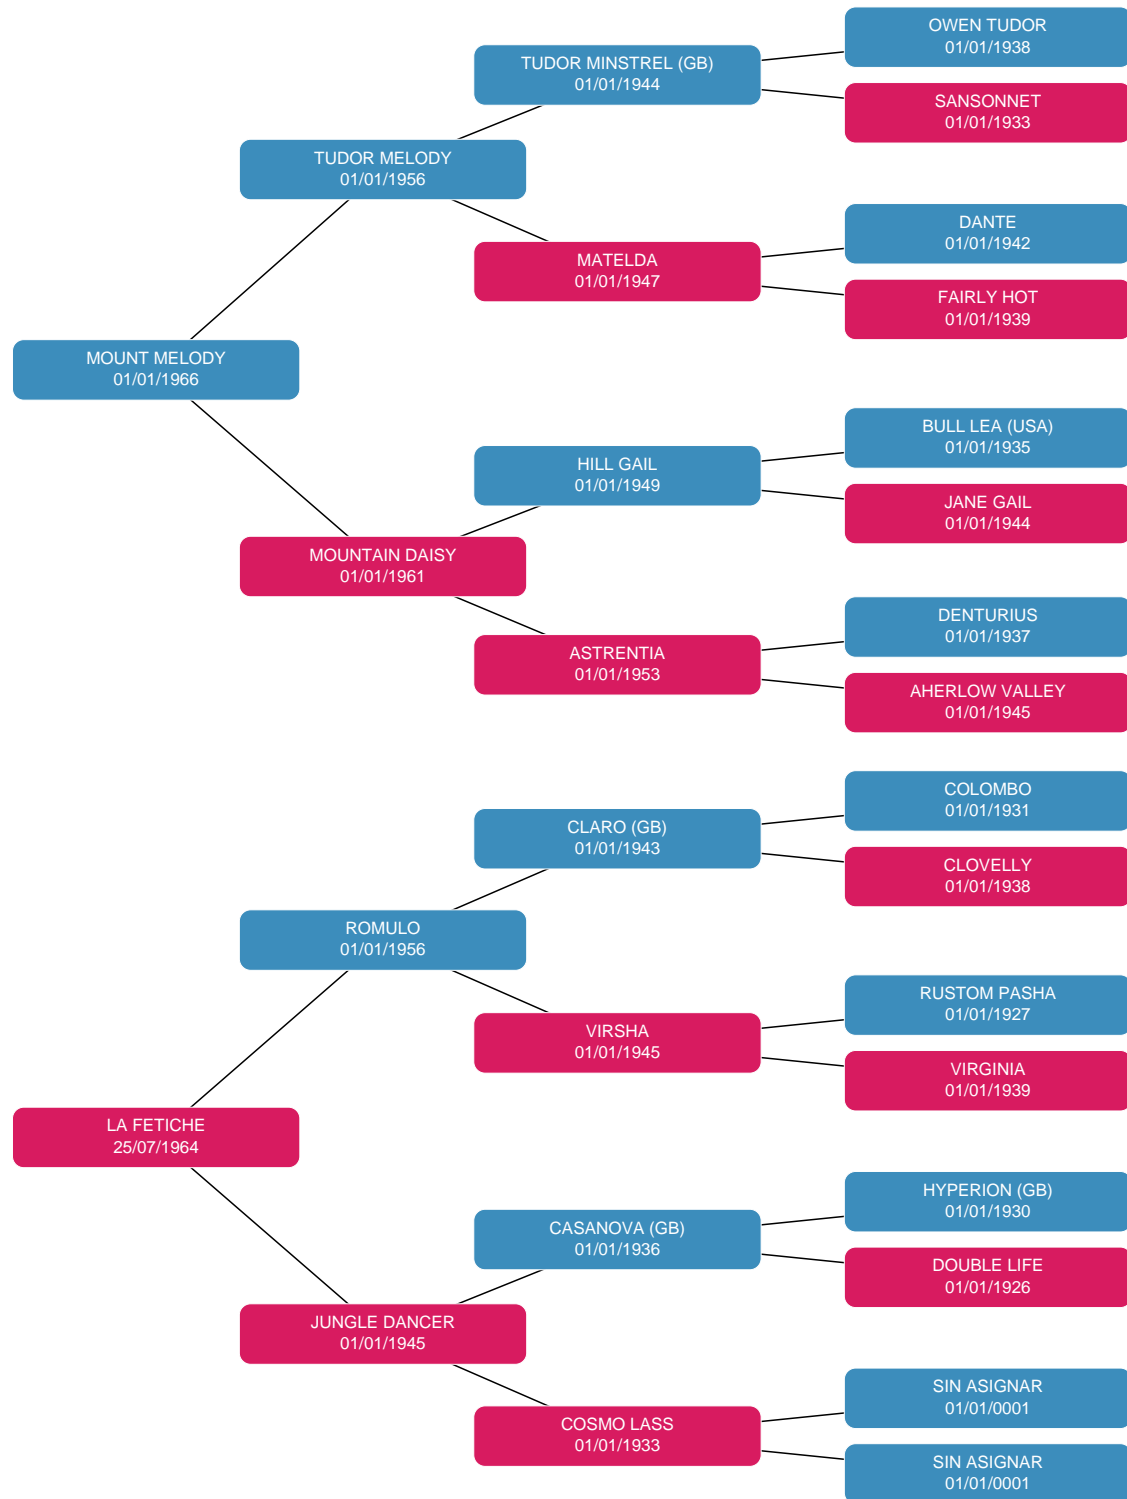 OWEN TUDOR
01/01/1938
TUDOR MINSTREL (GB)
01/01/1944
SANSONNET
01/01/1933
TUDOR MELODY
01/01/1956
DANTE
01/01/1942
MATELDA
01/01/1947
FAIRLY HOT
01/01/1939
MOUNT MELODY
01/01/1966
BULL LEA (USA)
01/01/1935
HILL GAIL
01/01/1949
JANE GAIL
01/01/1944
MOUNTAIN DAISY
01/01/1961
DENTURIUS
01/01/1937
ASTRENTIA
01/01/1953
AHERLOW VALLEY
01/01/1945
COLOMBO
01/01/1931
CLARO (GB)
01/01/1943
CLOVELLY
01/01/1938
ROMULO
01/01/1956
RUSTOM PASHA
01/01/1927
VIRSHA
01/01/1945
VIRGINIA
01/01/1939
LA FETICHE
25/07/1964
HYPERION (GB)
01/01/1930
CASANOVA (GB)
01/01/1936
DOUBLE LIFE
01/01/1926
JUNGLE DANCER
01/01/1945
SIN ASIGNAR
01/01/0001
COSMO LASS
01/01/1933
SIN ASIGNAR
01/01/0001